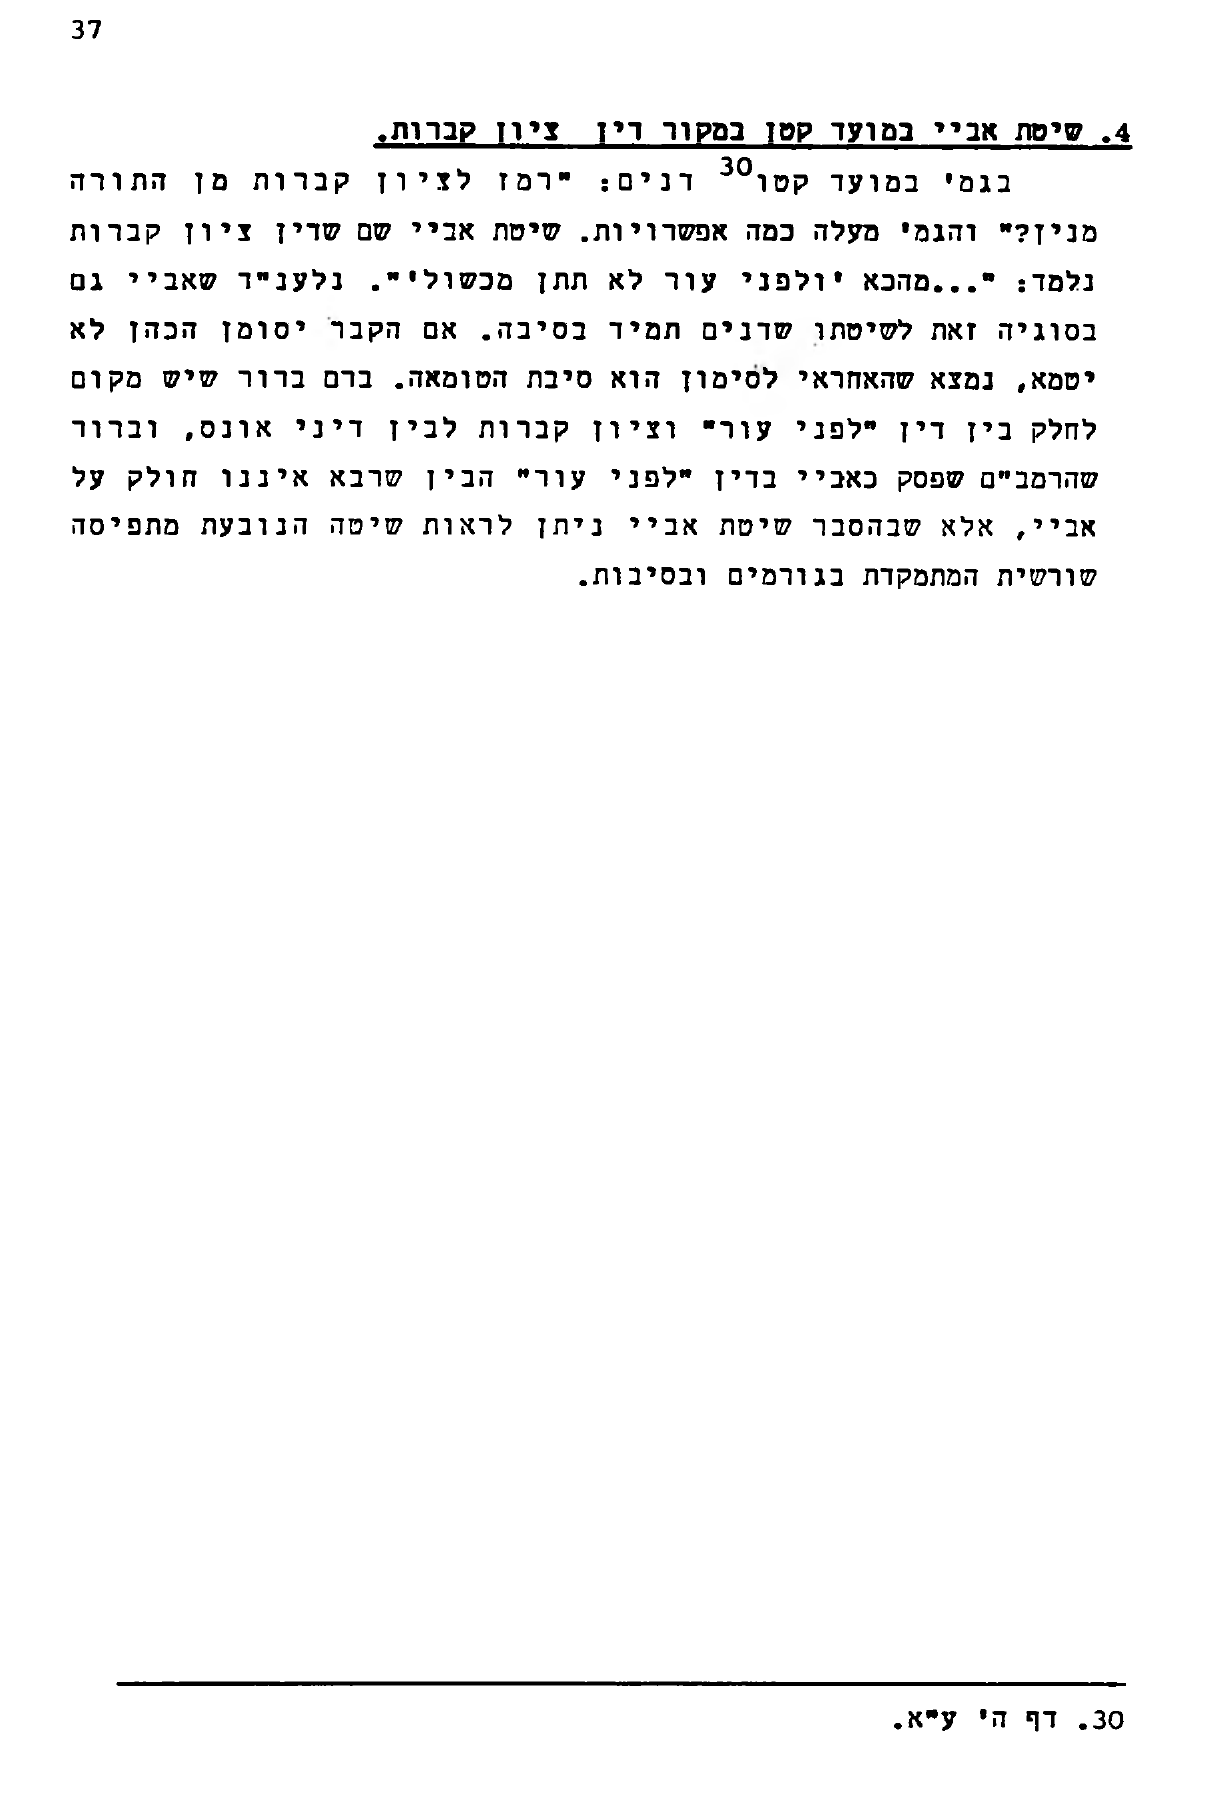 37
4. שיטת אביי במועד קטן במקור דין ציון קברות.
בגמ' במועד קטן30 דנים: "רמז לציון קברות מן התורה
מנין?" והגמ' מעלה כמה אפשרויות. שיטת אביי שם שדין ציון קברות
נלמד: "...מהכא 'ולפני עור לא תתן מכשול'". נלענ"ד שאביי גם
בסוגיה זאת לשיטתו שדנים תמיד בסיבה. אם הקבר יסומן הכהן לא
יטמא, נמצא שהאחראי לסימון הוא סיבת הטומאה. ברם ברור שיש מקום
לחלק בין דין "לפני עור" וציון קברות לבין דיני אונס, וברור
שהרמב"ם שפסק כאביי בדין "לפני עור" הבין שרבא איננו חולק על
אביי, אלא שבהסבר שיטת אביי ניתן לראות שיטה הנובעת מתפיסה
שורשית המתמקדת בגורמים ובסיבות.
30. דף ה' ע"א.